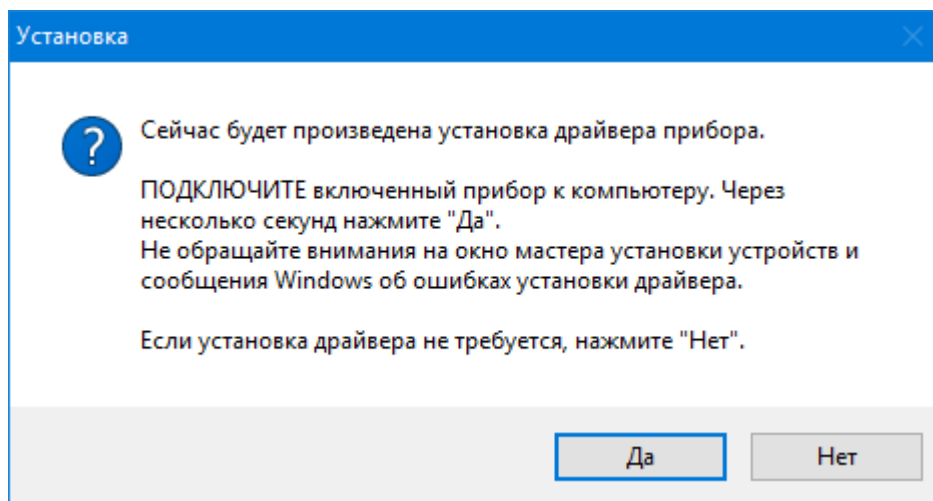 Установка
Сейчас будет произведена установка драйвера прибора.
ПОДКЛЮЧИТЕ включенный прибор к компьютеру. Через
несколько секунд нажмите "Да".
Не обращайте внимания на окно мастера установки устройств и
сообщения Windows об ошибках установки драйвера.
Если установка драйвера не требуется, нажмите "Нет".
Да
Нет